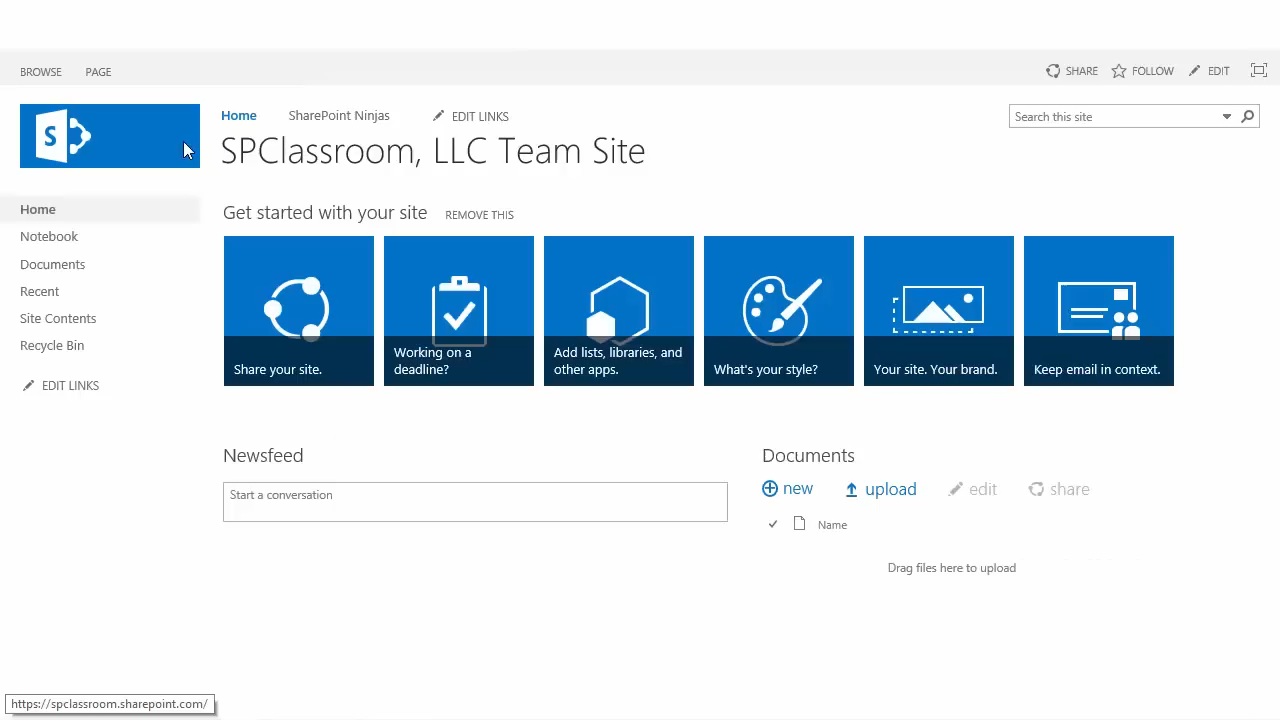 BROWSE PAGE SHARE FOLLOW EDIT
S
Home SharePoint Ninjas EDIT LINKS Search this site
SPClassroom, LLC Team Site
Home
Notebook
Documents
Recent
Site Contents
Recycle Bin
EDIT LINKS
Get started with your site REMOVE THIS
Share your site.
Working on a
deadline?
Add lists, libraries, and
other apps.
What's your style?
Your site. Your brand.
Keep email in context.
Newsfeed
Start a conversation
Documents
new upload edit share
Name
Drag files here to upload
https://spclassroom.sharepoint.com/